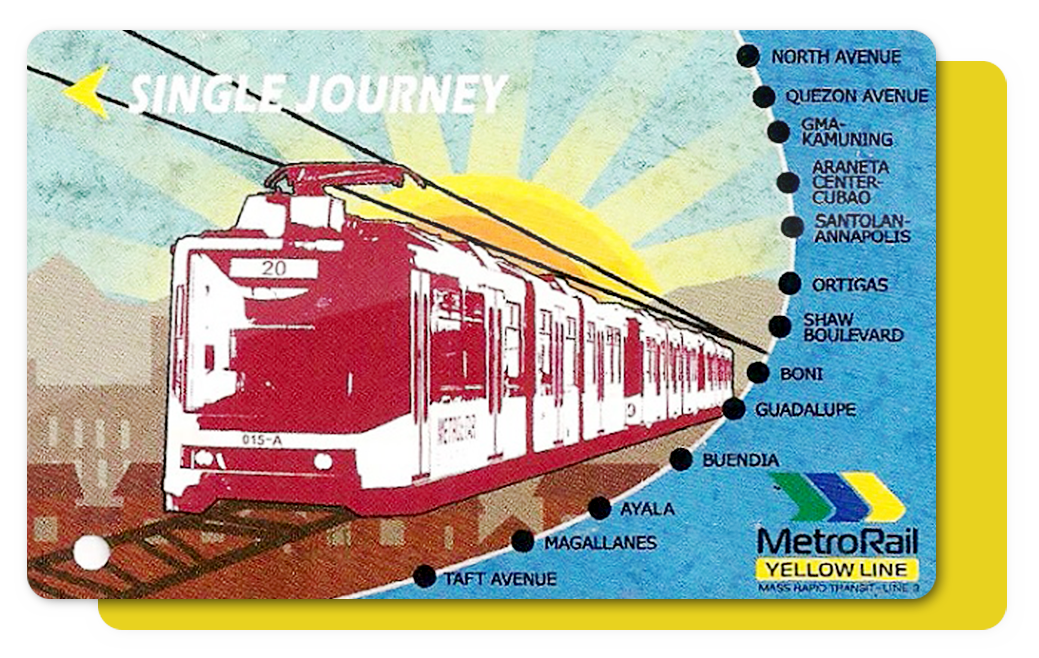 SINGLE JOURNEY
20
015-A
METROSTAR
NORTH AVENUE
QUEZON AVENUE
GMA-
KAMUNING
ARANETA
CENTER-
CUBAO
SANTOLAN-
ANNAPOLIS
ORTIGAS
SHAW
BOULEVARD
BONI
GUADALUPE
BUENDIA
AYALA
MAGALLANES
TAFT AVENUE
MetroRail
YELLOW LINE
MASS RAPID TRANSIT-LINE 3